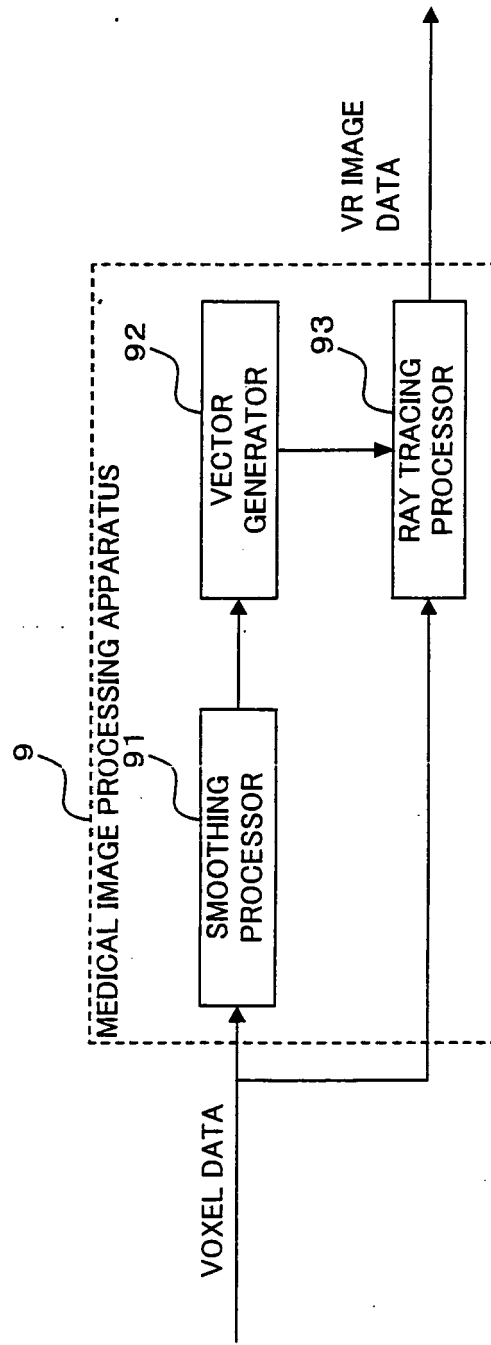 9
MEDICAL IMAGE PROCESSING APPARATUS
VOXEL DATA
91
SMOOTHING
PROCESSOR
92
VECTOR
GENERATOR
93
RAY TRACING
PROCESSOR
VR IMAGE
DATA